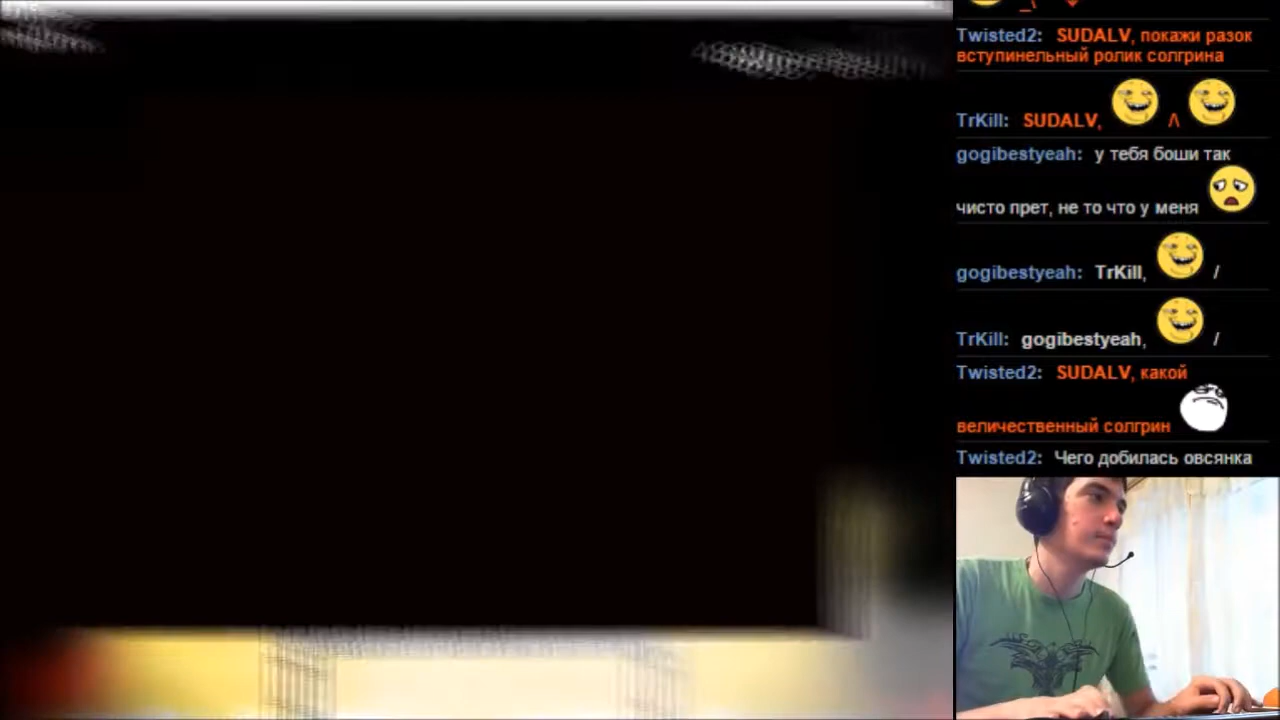 Twisted2: SUDALV, покажи разок
вступинельный ролик солгрина
TrKill: SUDALV, /\
gogibestyeah: у тебя боши так
чисто прет, не то что у меня
gogibestyeah: TrKill, /
TrKill: gogibestyeah, /
Twisted2: SUDALV, какой
величественный солгрин
Twisted2: Чего добилась овсянка